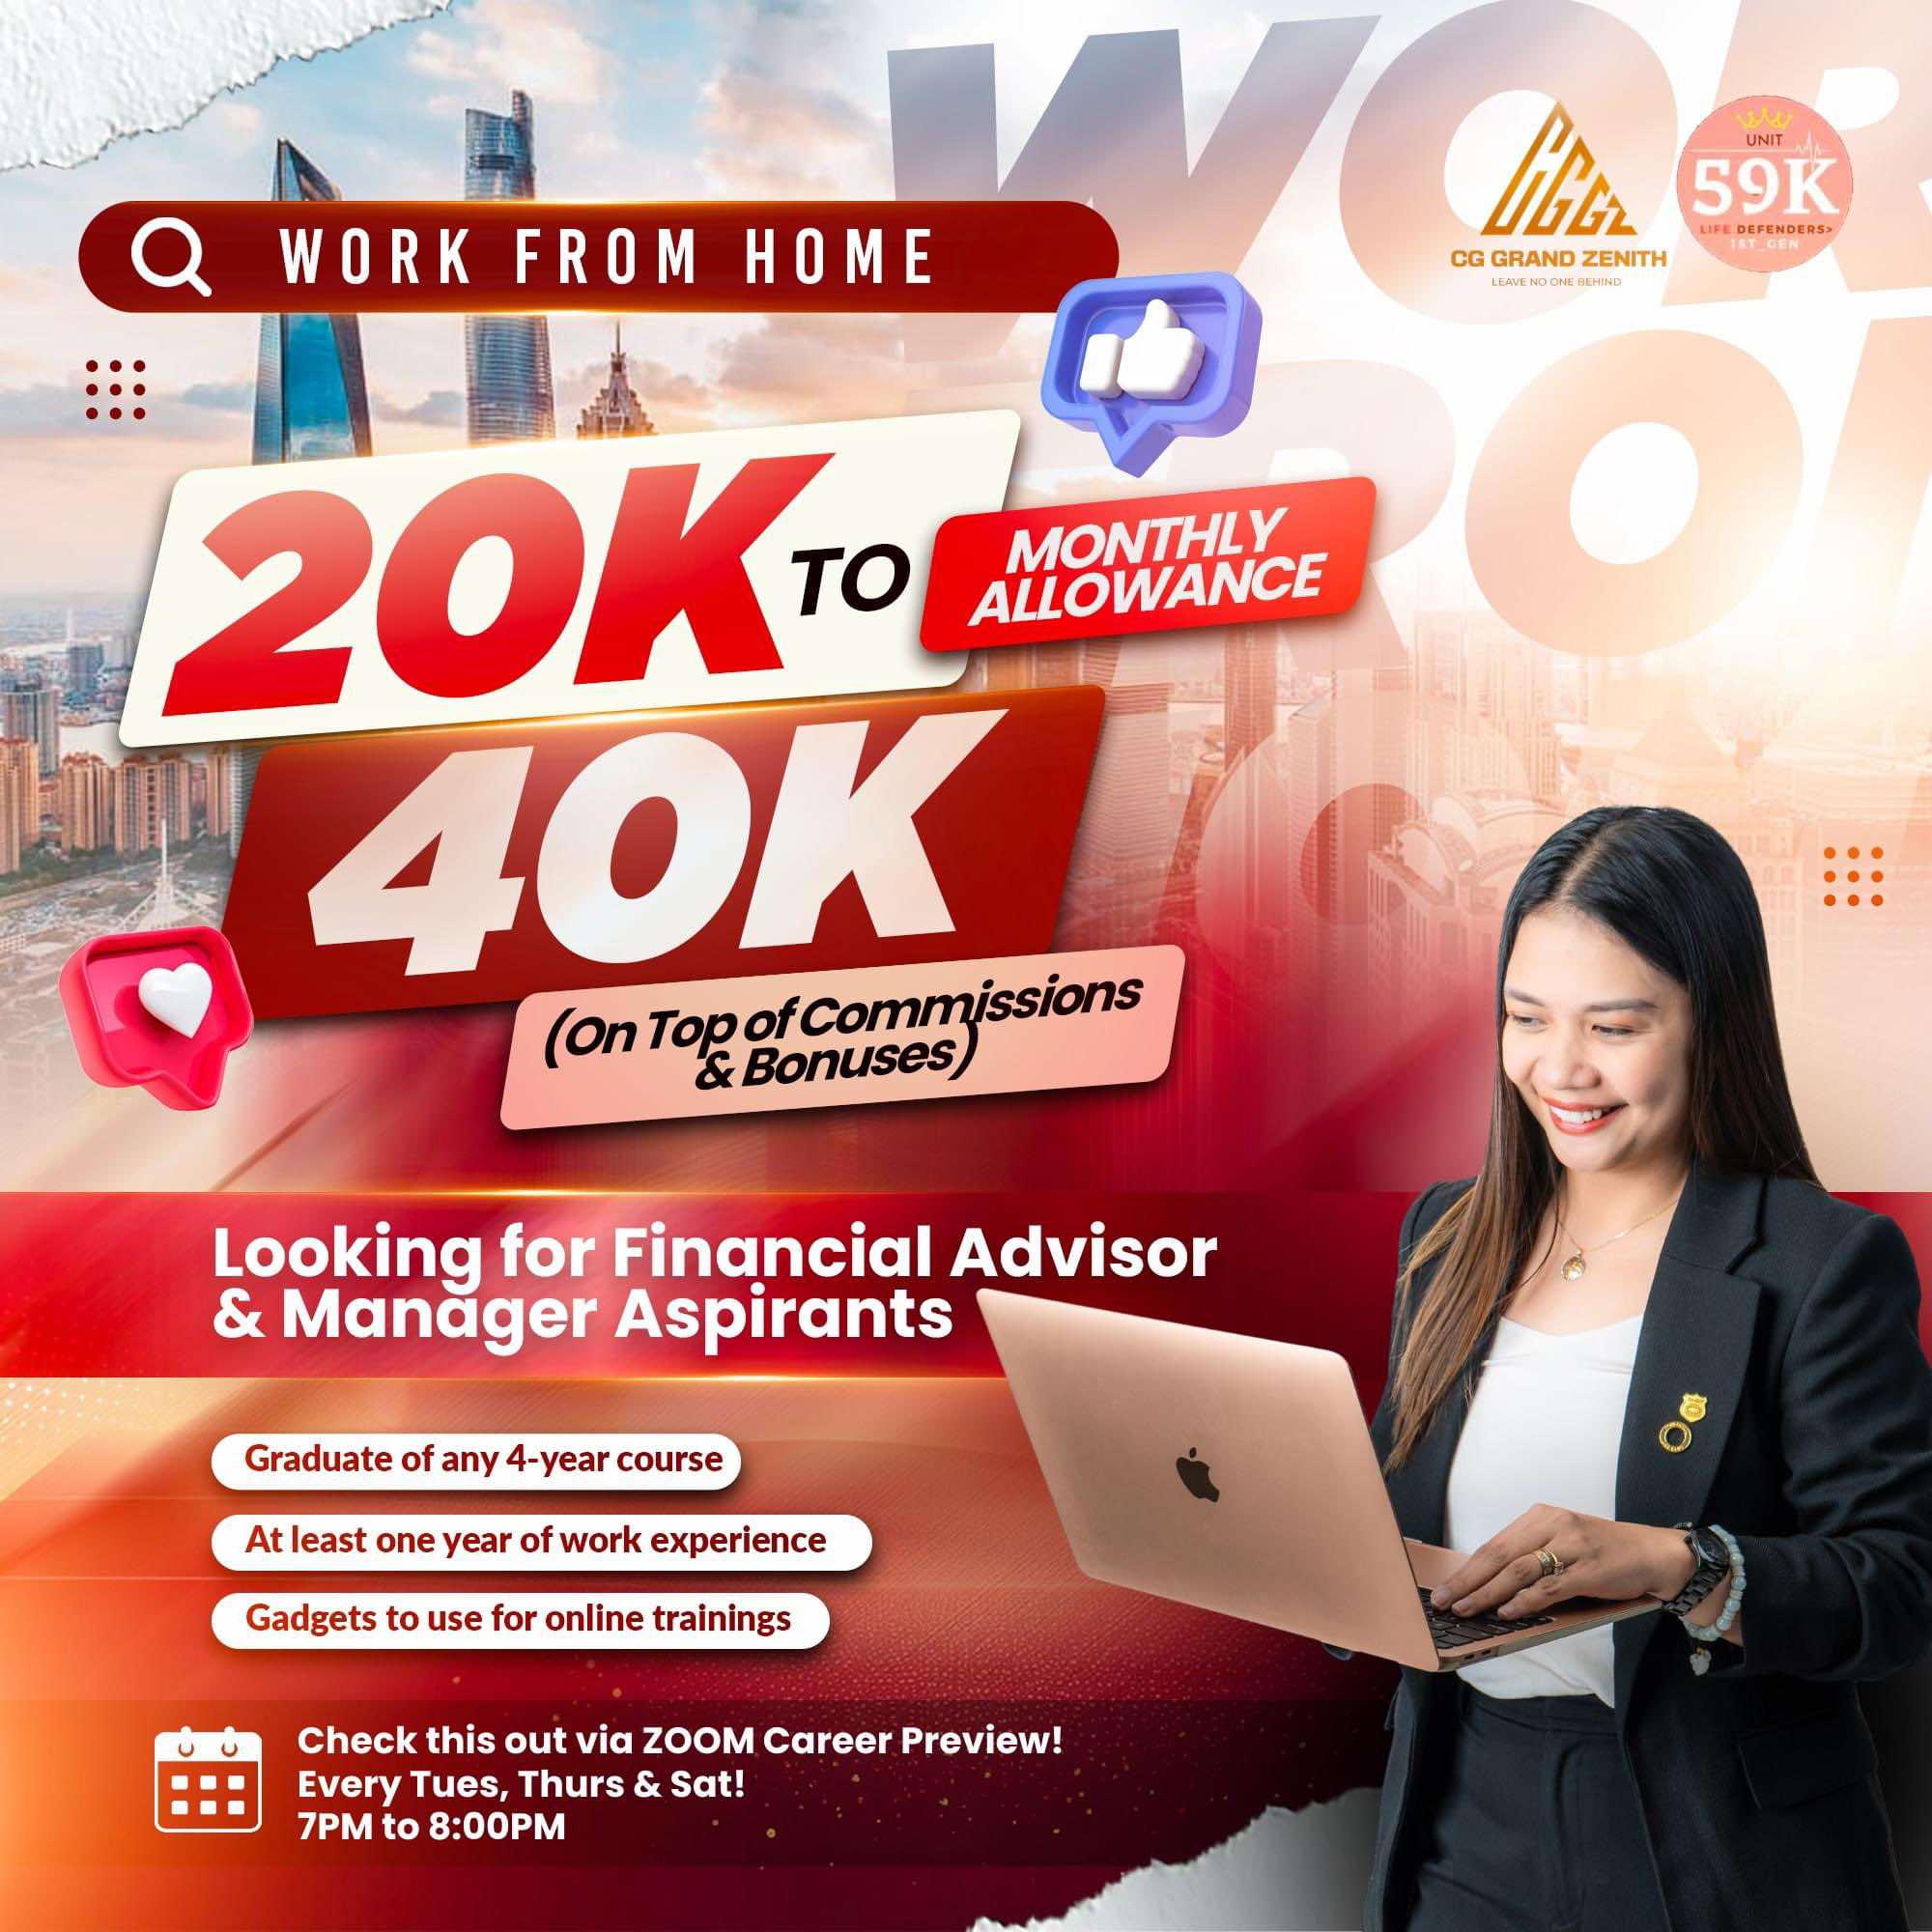 WORK FROM HOME
CG GRAND ZENITH
LEAVE NO ONE BEHIND
UNIT
59K
LIFE DEFENDERS>
1ST_GEN
20K TO
MONTHLY
ALLOWANCE
40K
(On Top of Commissions
& Bonuses)
Looking for Financial Advisor
& Manager Aspirants
Graduate of any 4-year course
At least one year of work experience
Gadgets to use for online trainings
Check this out via ZOOM Career Preview!
Every Tues, Thurs & Sat!
7PM to 8:00PM